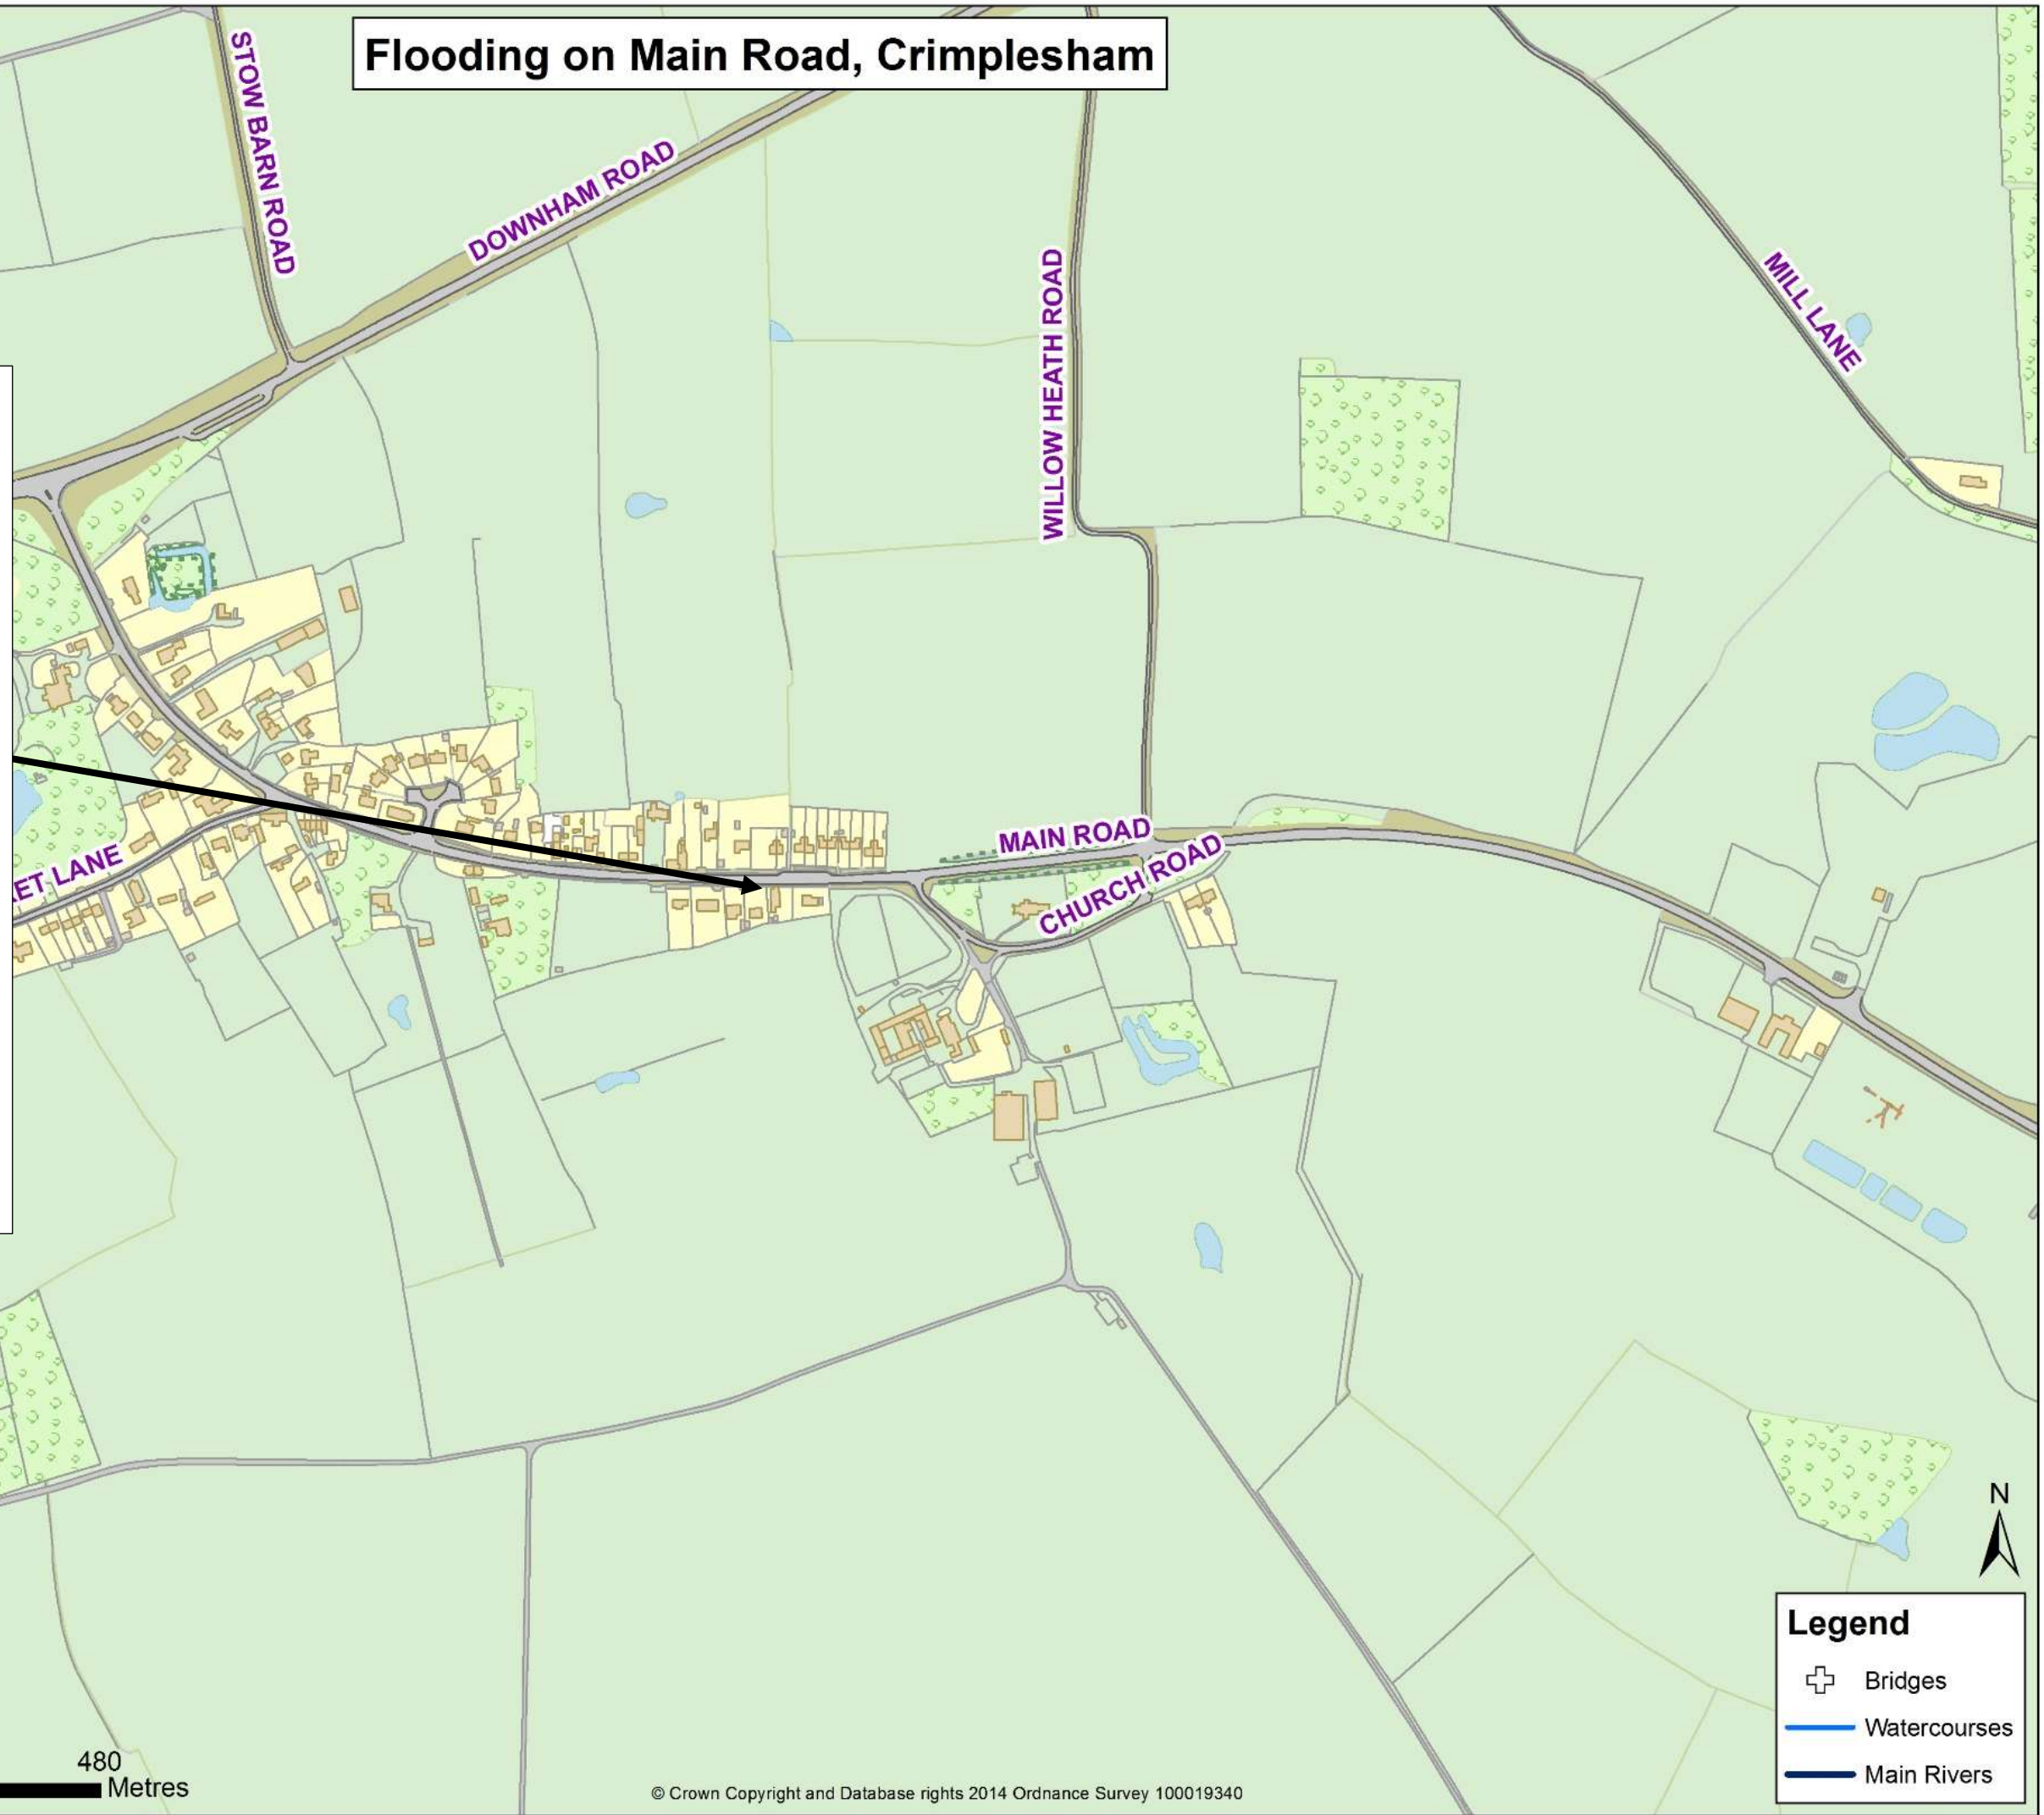 Flooding on Main Road, Crimplesham
STOW BARN ROAD
DOWNHAM ROAD
WILLOW HEATH ROAD
MILL LANE
MAIN ROAD
CHURCH ROAD
ET LANE
N
Legend
Bridges
Watercourses
Main Rivers
480
Metres
© Crown Copyright and Database rights 2014 Ordnance Survey 100019340